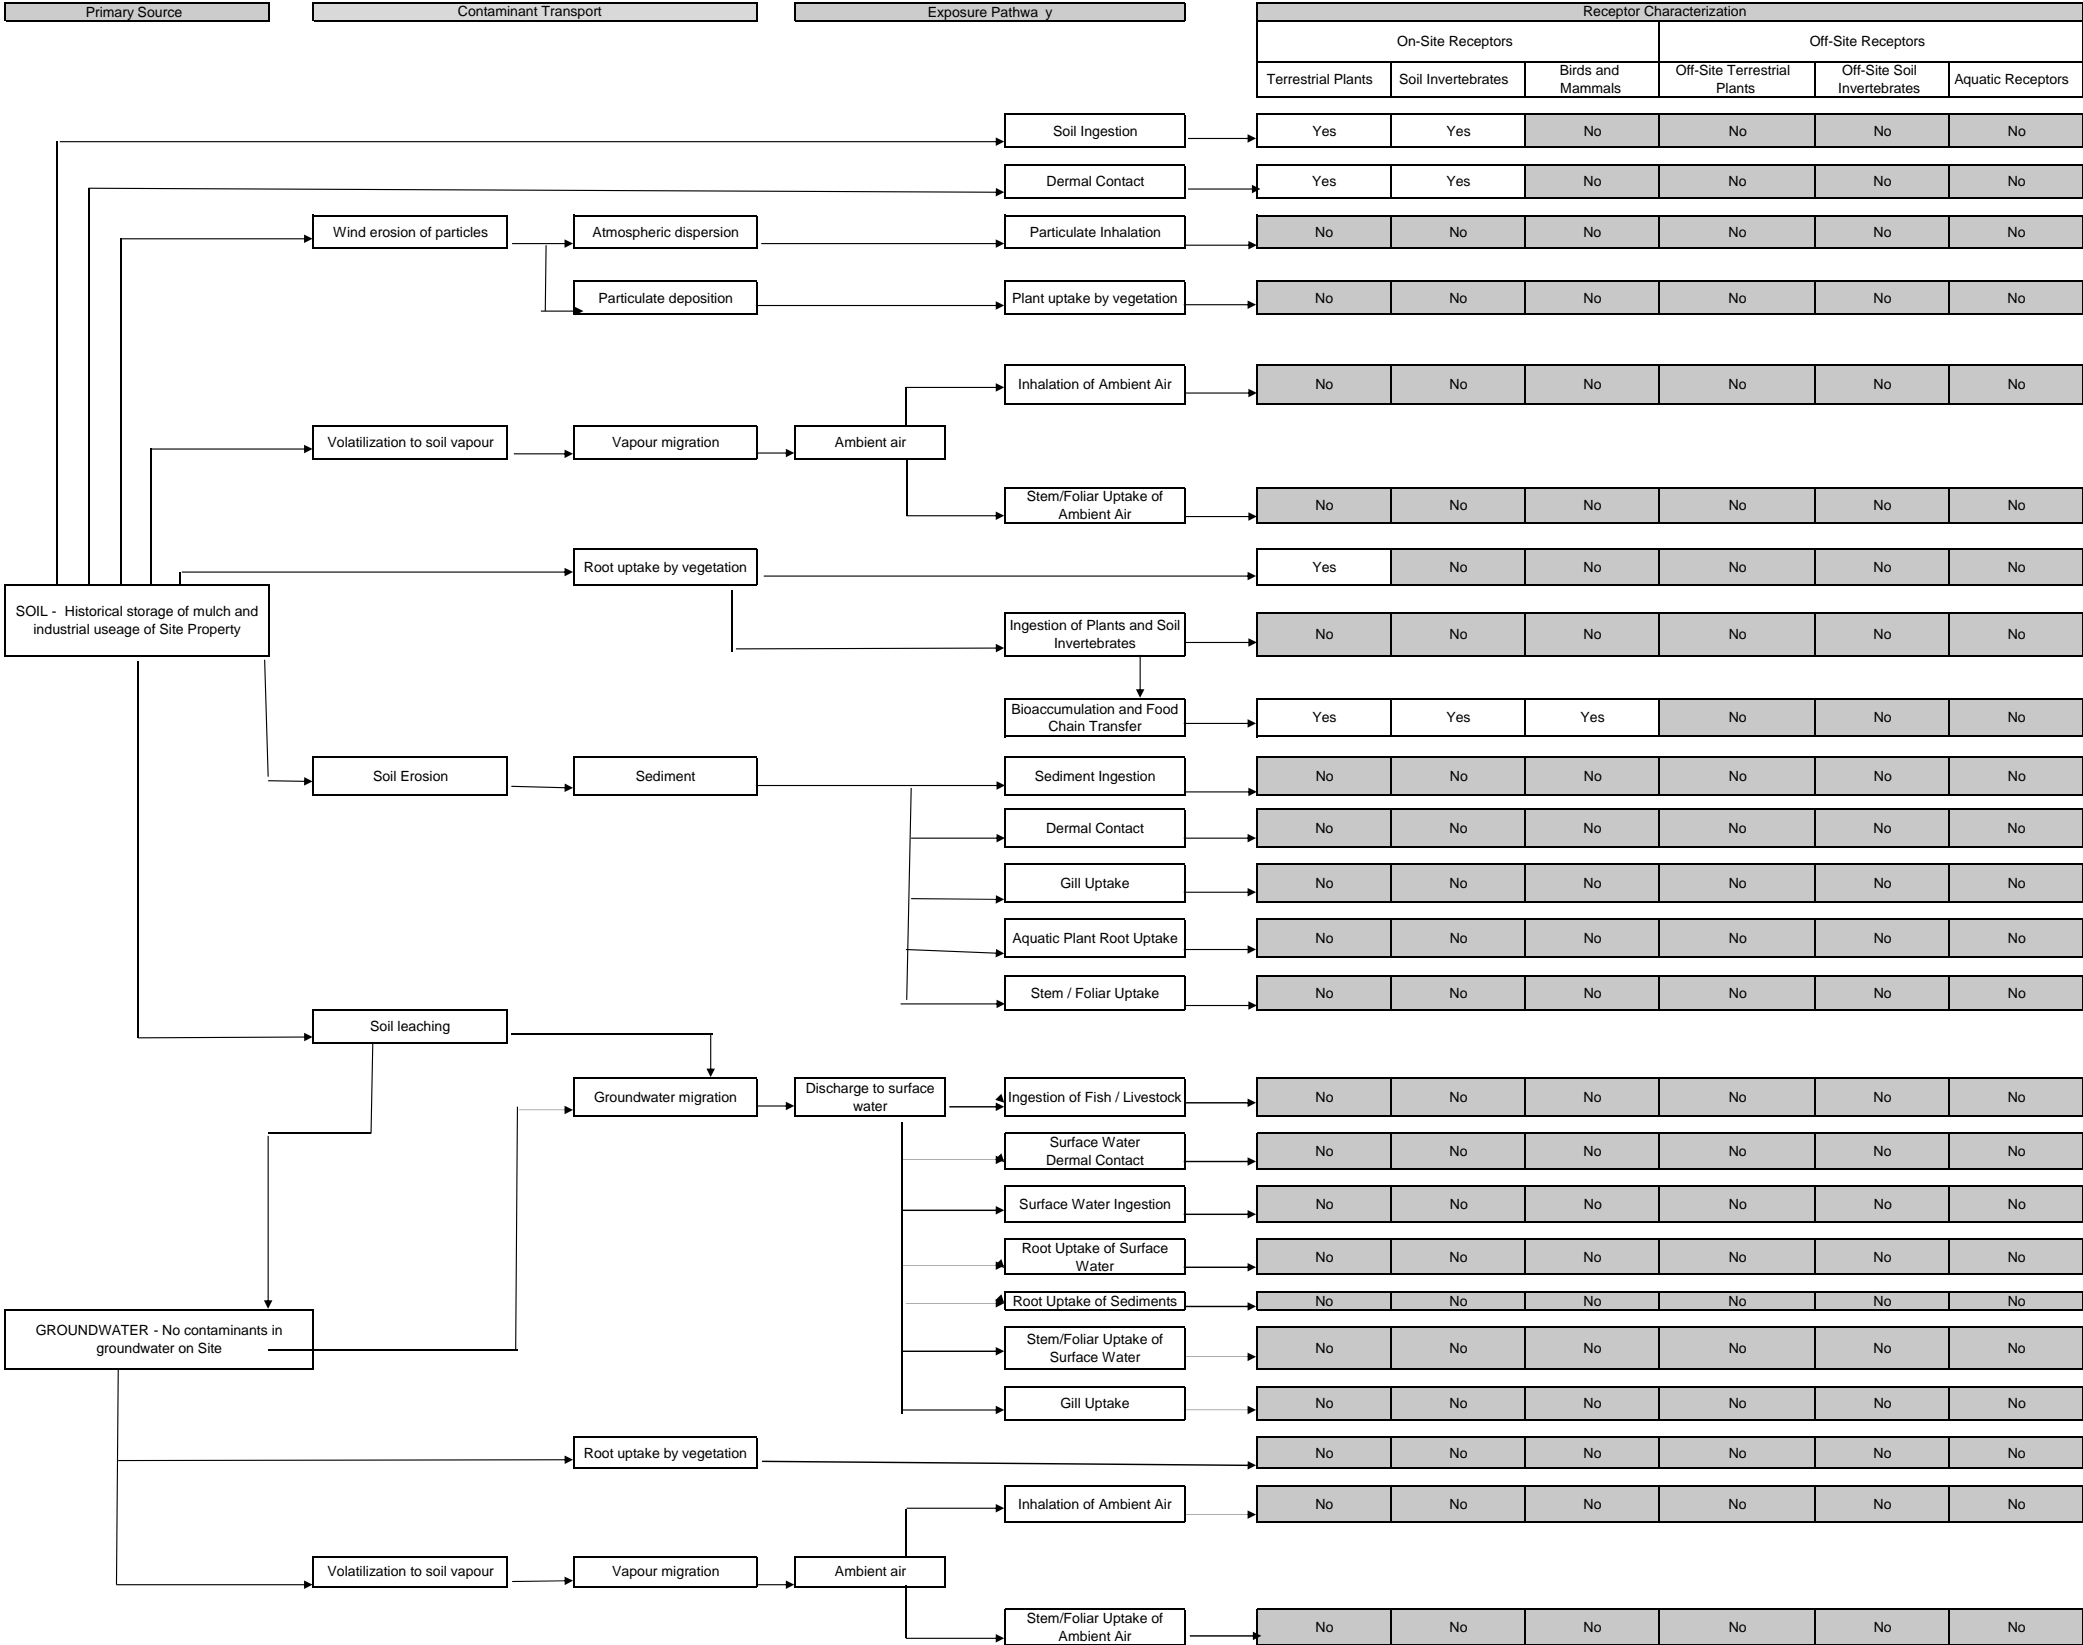 Primary Source
Contaminant Transport
Exposure Pathwa y
Receptor Characterization
On-Site Receptors
Off-Site Receptors
Terrestrial Plants
Soil Invertebrates
Birds and
Mammals
Off-Site Terrestrial
Plants
Off-Site Soil
Invertebrates
Aquatic Receptors
Soil Ingestion
Yes Yes No No No No
Dermal Contact
Yes Yes No No No No
Wind erosion of particles
Atmospheric dispersion
Particulate Inhalation
No No No No No No
Particulate deposition
Plant uptake by vegetation
No No No No No No
Inhalation of Ambient Air
No No No No No No
Volatilization to soil vapour
Vapour migration
Ambient air
Stem/Foliar Uptake of
Ambient Air
No No No No No No
Root uptake by vegetation
Yes No No No No No
SOIL - Historical storage of mulch and
industrial useage of Site Property
Ingestion of Plants and Soil
Invertebrates
No No No No No No
Bioaccumulation and Food
Chain Transfer
Yes Yes Yes No No No
Soil Erosion
Sediment
Sediment Ingestion
No No No No No No
Dermal Contact
No No No No No No
Gill Uptake
No No No No No No
Aquatic Plant Root Uptake
No No No No No No
Stem / Foliar Uptake
No No No No No No
Soil leaching
Groundwater migration
Discharge to surface
water
Ingestion of Fish / Livestock
No No No No No No
Surface Water
Dermal Contact
No No No No No No
Surface Water Ingestion
No No No No No No
Root Uptake of Surface
Water
No No No No No No
Root Uptake of Sediments
No No No No No No
GROUNDWATER - No contaminants in
groundwater on Site
Stem/Foliar Uptake of
Surface Water
No No No No No No
Gill Uptake
No No No No No No
Root uptake by vegetation
No No No No No No
Inhalation of Ambient Air
No No No No No No
Volatilization to soil vapour
Vapour migration
Ambient air
Stem/Foliar Uptake of
Ambient Air
No No No No No No